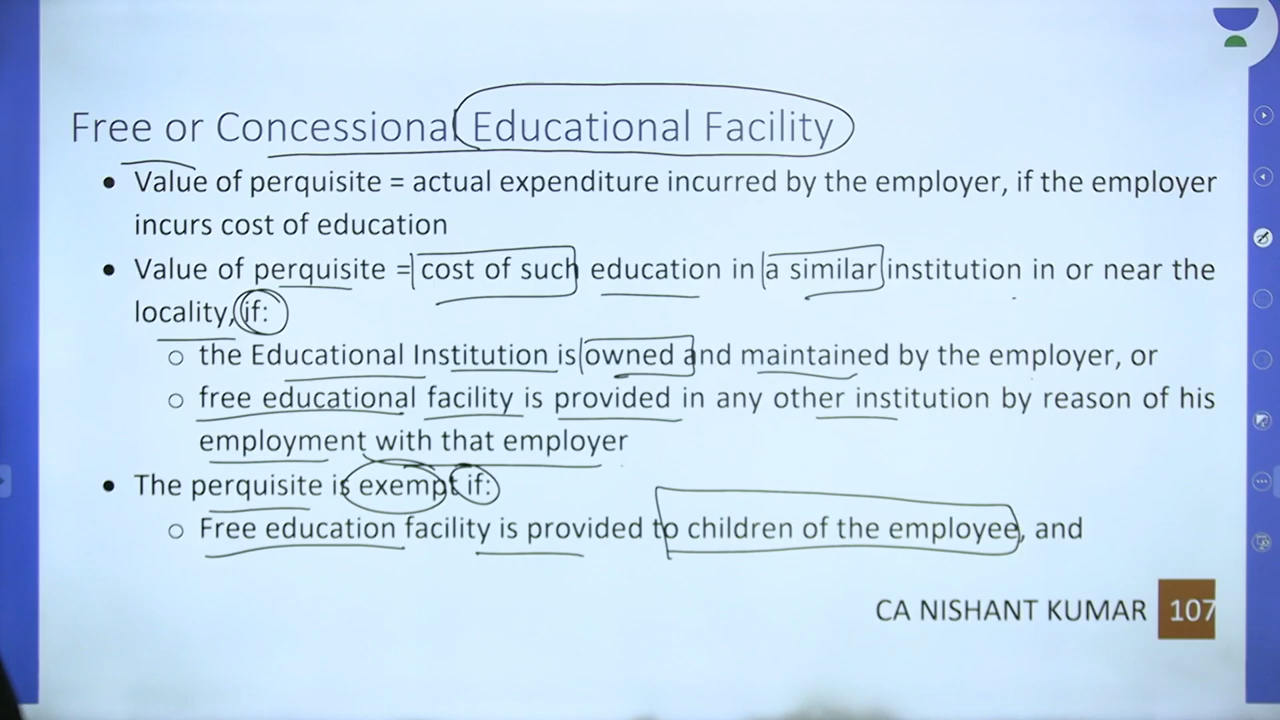 Free or Concessional Educational Facility
• Value of perquisite = actual expenditure incurred by the employer, if the employer
incurs cost of education
• Value of perquisite = cost of such education in a similar institution in or near the
locality, if:
o the Educational Institution is owned and maintained by the employer, or
o free educational facility is provided in any other institution by reason of his
employment with that employer
• The perquisite is exempt if:
o Free education facility is provided to children of the employee, and
CA NISHANT KUMAR 107